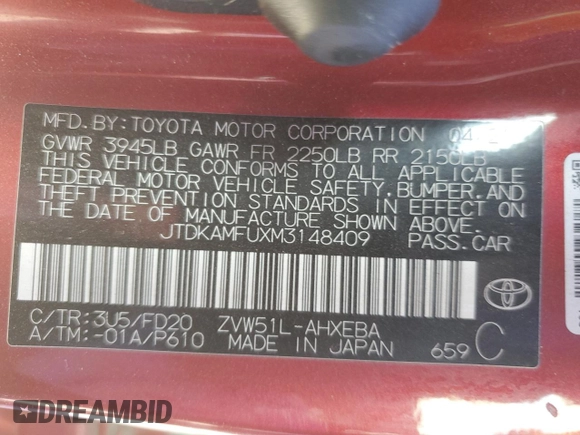 MFD.BY:TOYOTA MOTOR CORPORATION
GVWR 3945LB GAWR FR 2250LB RR 2150LB
THIS VEHICLE CONFORMS TO ALL APPLICABLE
FEDERAL MOTOR VEHICLE SAFETY,BUMPER,AND
THEFT PREVENTION STANDARDS IN EFFECT ON
THE DATE OF MANUFACTURE SHOWN ABOVE.
JTDKAMFUXM3148409 PASS.CAR
C/TR:3U5/FD20 ZVW51L-AHXEBA
A/TM:-01A/P610 MADE IN JAPAN 659 C
DREAMBID